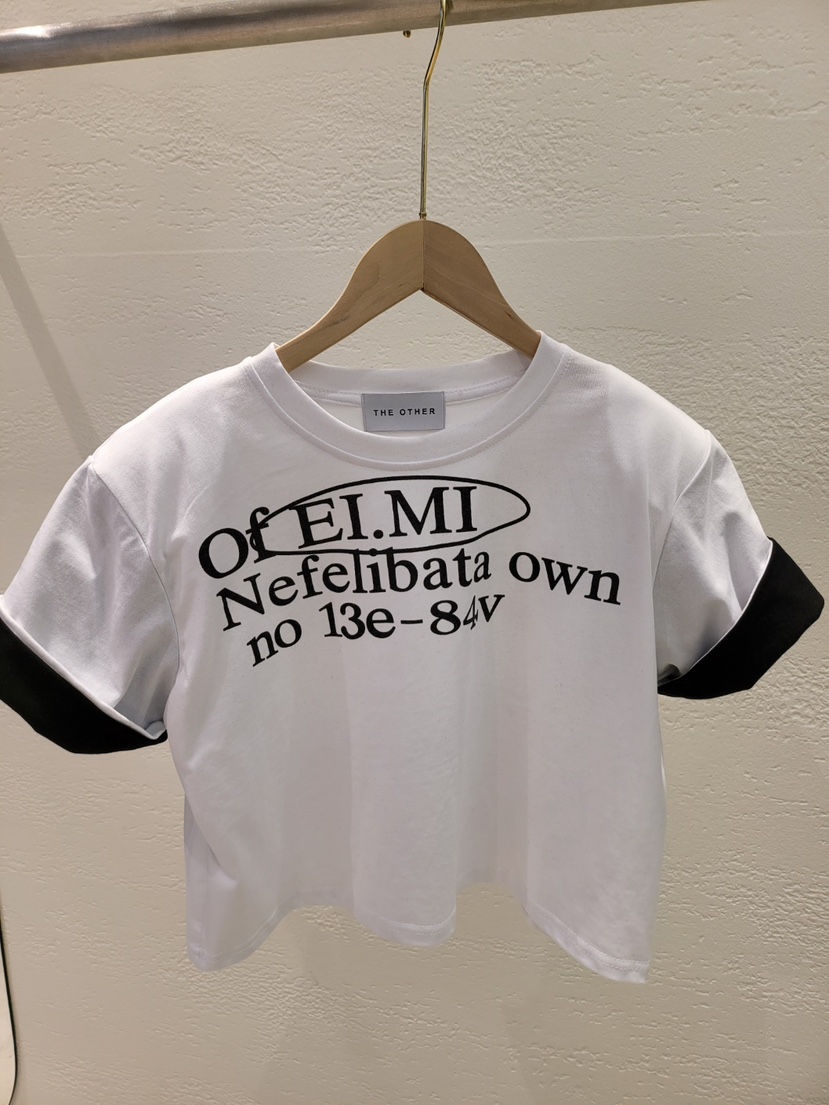 THE OTHER
Of EI.MI
Nefelibata own
no 13e-84v